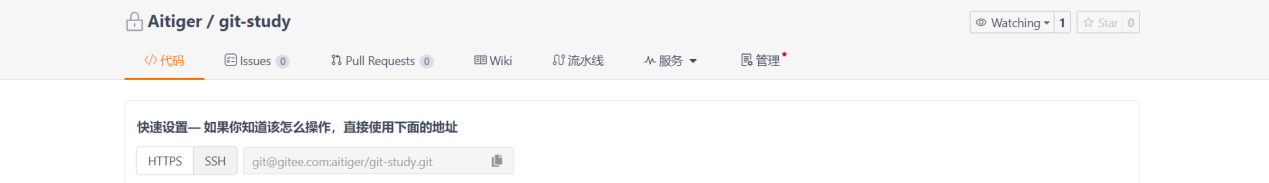 Aitiger / git-study
Watching 1 Star 0
代码 Issues 0 Pull Requests 0 Wiki 流水线 服务 管理
快速设置— 如果你知道该怎么操作，直接使用下面的地址
HTTPS SSH git@gitee.com:aitiger/git-study.git